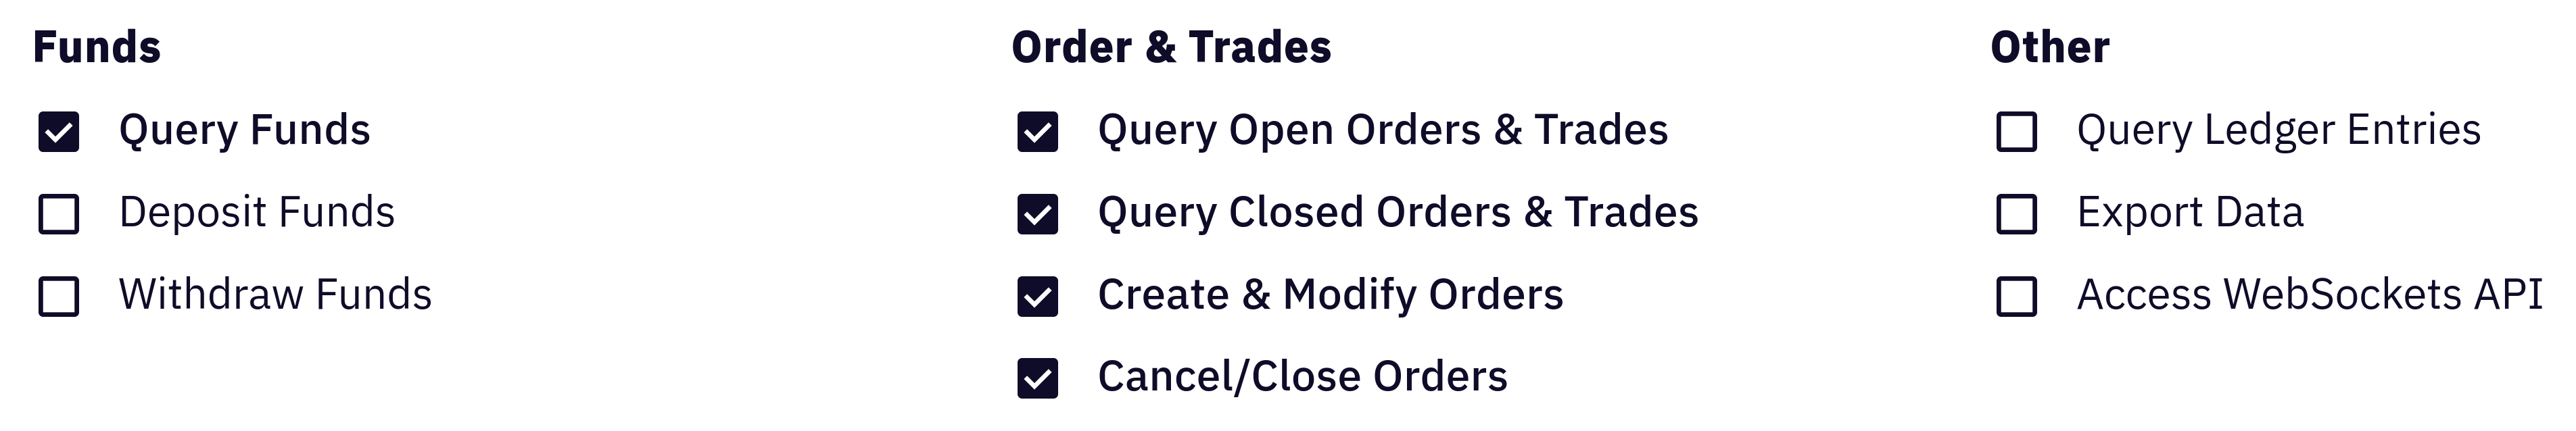 Funds
Query Funds
Deposit Funds
Withdraw Funds
Order & Trades
Query Open Orders & Trades
Query Closed Orders & Trades
Create & Modify Orders
Cancel/Close Orders
Other
Query Ledger Entries
Export Data
Access WebSockets API